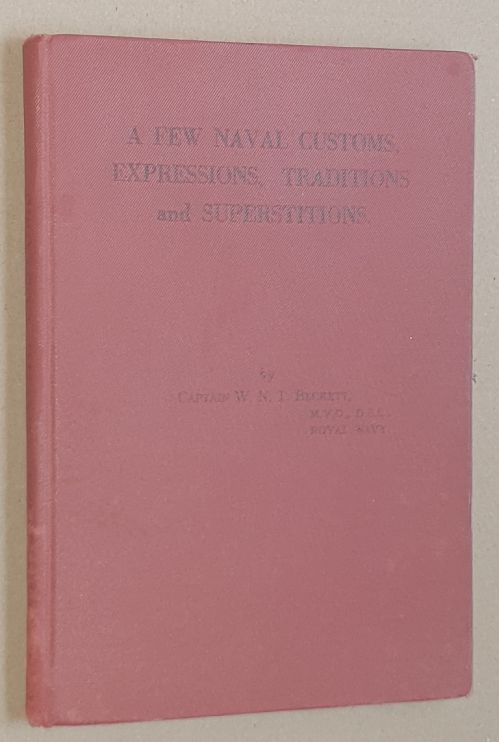 A FEW NAVAL CUSTOMS,
EXPRESSIONS, TRADITIONS
and SUPERSTITIONS.
by
CAPTAIN W. N. T. BECKETT,
M.V.O., D.S.C.,
ROYAL NAVY.